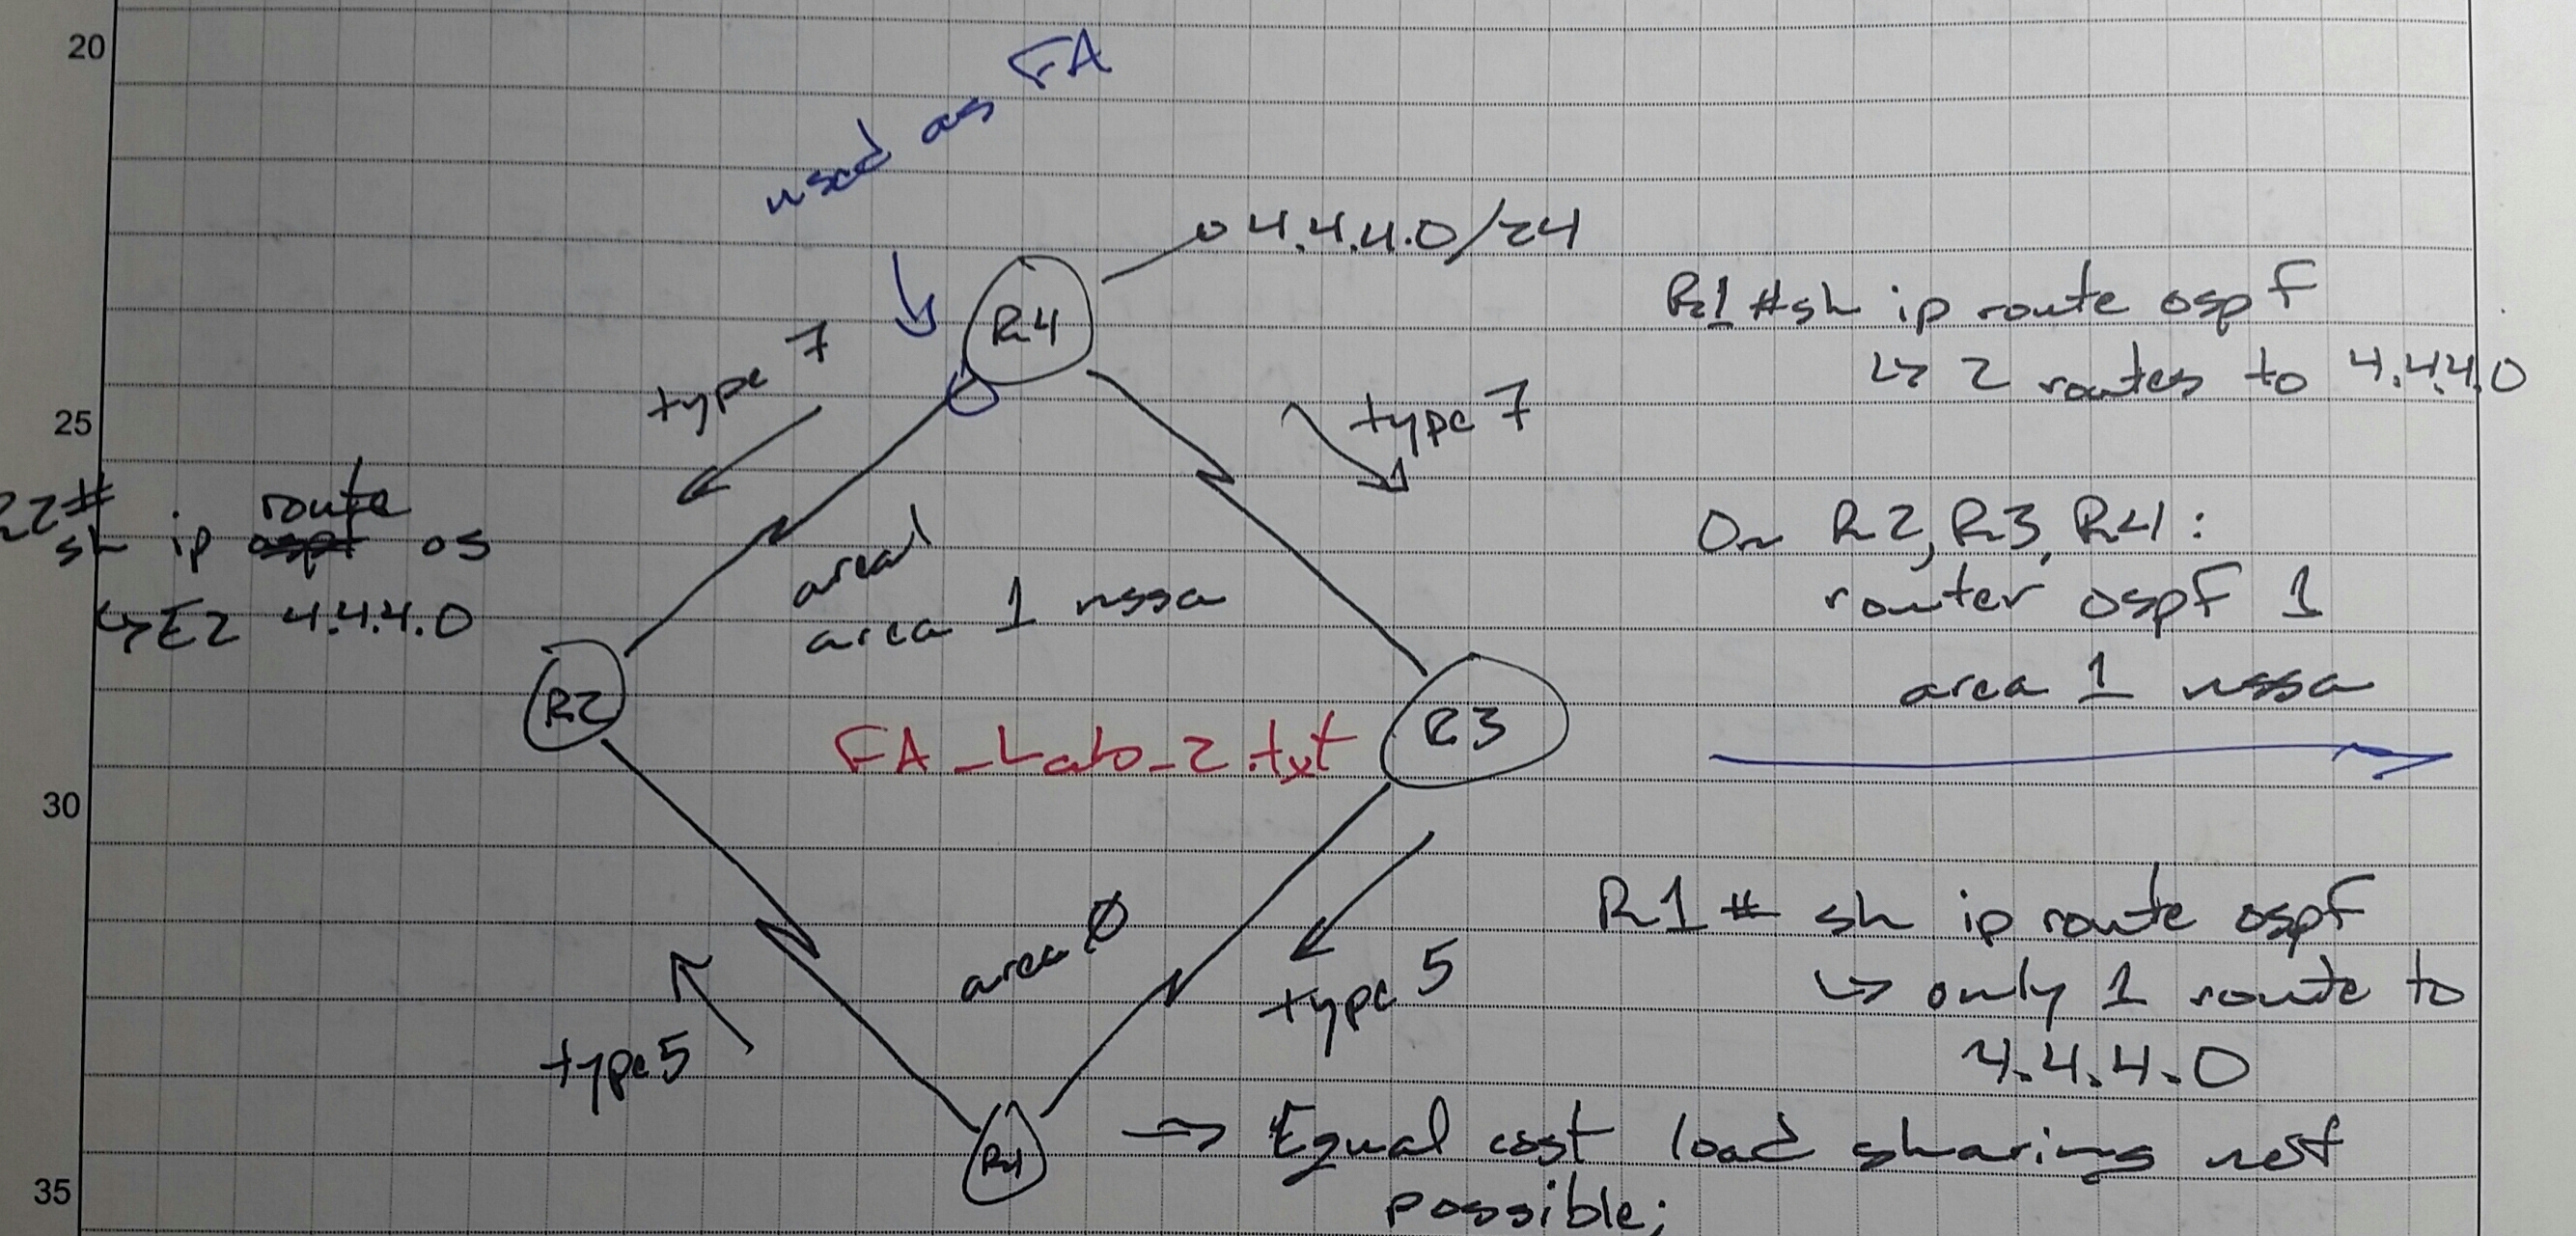 20
used as FA
4.4.4.0/24
R4
R1#sh ip route ospf
↳ 2 routes to 4.4.4.0
type 7
type 7
25
R2#
route
sh ip ospf os
↳ E2 4.4.4.0
area 1
area 1 nssa
On R2, R3, R4:
router ospf 1
area 1 nssa
R2
FA_Lab_2.txt
R3
30
R1# sh ip route ospf
↳ only 1 route to
4.4.4.0
area Ø
type 5
type 5
R1
→ Equal cost load sharing not
possible;
35